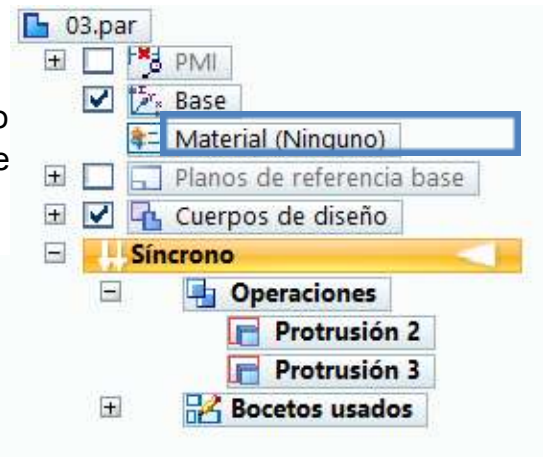 03.par
PMI
Base
o
Material (Ninguno)
e
Planos de referencia base
Cuerpos de diseño
Síncrono
Operaciones
Protrusión 2
Protrusión 3
Bocetos usados